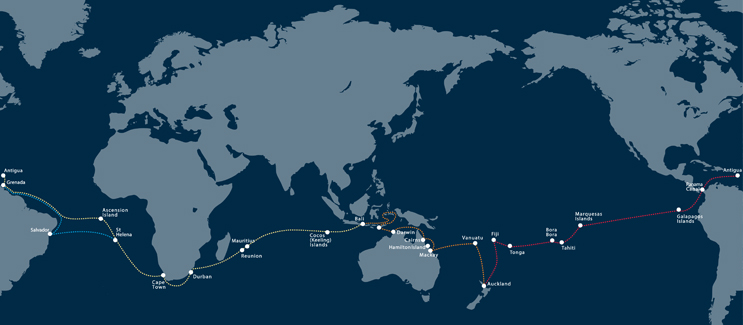 Antigua
Grenada
Salvador
Ascension
Island
St
Helena
Cape
Town
Durban
Mauritius
Reunion
Cocos
(Keeling)
Islands
Bali
Darwin
Cairns
Hamilton Island
Mackey
Vanuatu
Auckland
Fiji
Tonga
Bora
Bora
Tahiti
Marquesas
Islands
Galapagos
Islands
Panama
Canal
Antigua